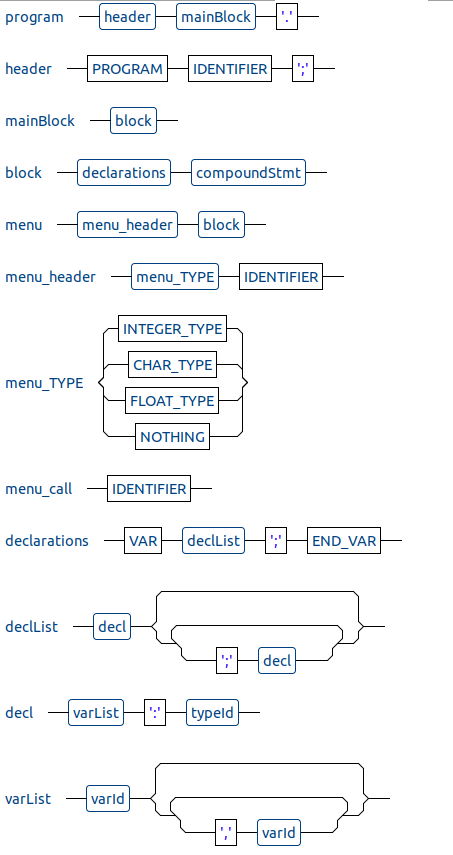 program header mainBlock '.'
header PROGRAM IDENTIFIER ';'
mainBlock block
block declarations compoundStmt
menu menu_header block
menu_header menu_TYPE IDENTIFIER
INTEGER_TYPE
CHAR_TYPE
menu_TYPE
FLOAT_TYPE
NOTHING
menu_call IDENTIFIER
declarations VAR declList ';' END_VAR
declList decl
';' decl
decl varList ':' typeId
varList varId
',' varId